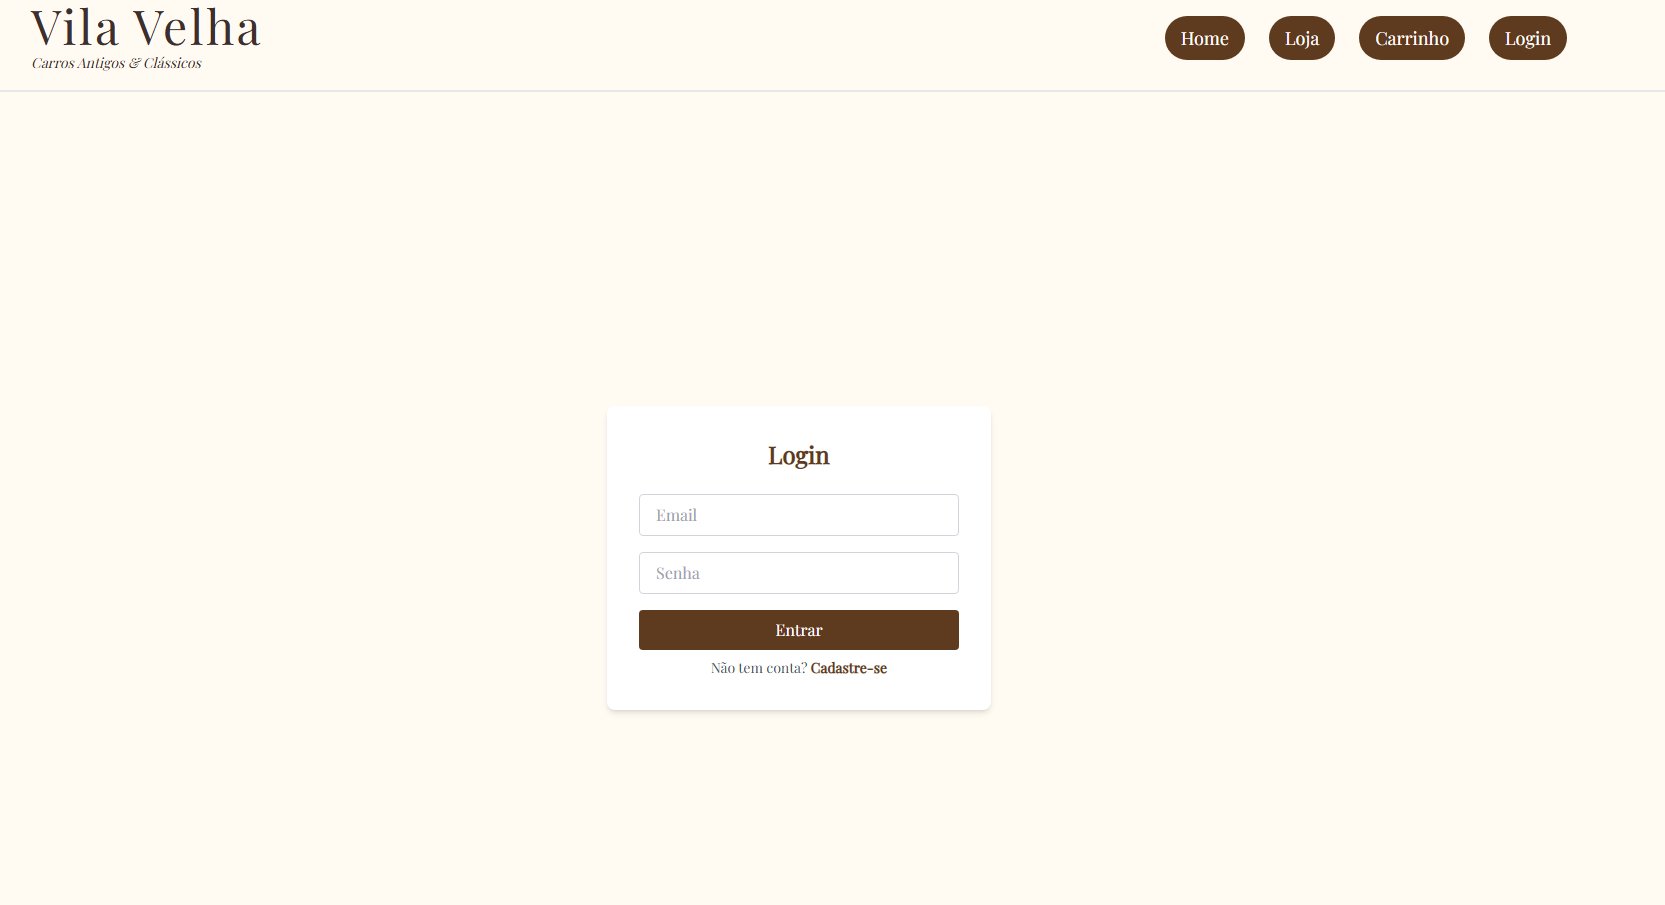 Vila Velha
Carros Antigos & Clássicos
Home Loja Carrinho Login
Login
Email
Senha
Entrar
Não tem conta? Cadastre-se